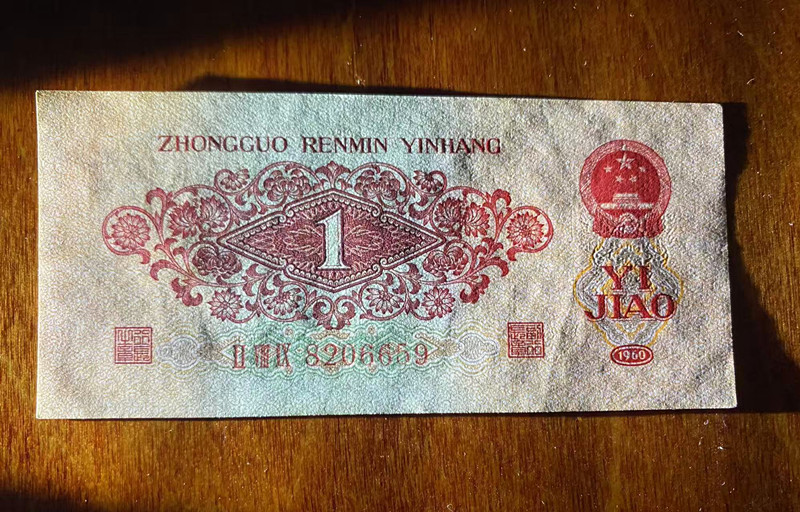 ZHONGGUO RENMIN YINHANG
1
YI
JIAO
8206659
1960